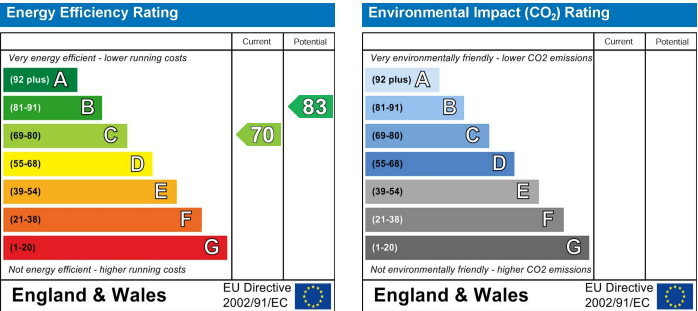 Energy Efficiency Rating
Current Potential
Very energy efficient - lower running costs
(92 plus) A
(81-91) B
83
(69-80) C
70
(55-68) D
(39-54) E
(21-38) F
(1-20) G
Not energy efficient - higher running costs
England & Wales
EU Directive
2002/91/EC
Environmental Impact (CO₂) Rating
Current Potential
Very environmentally friendly - lower CO2 emissions
(92 plus) A
(81-91) B
(69-80) C
(55-68) D
(39-54) E
(21-38) F
(1-20) G
Not environmentally friendly - higher CO2 emissions
England & Wales
EU Directive
2002/91/EC